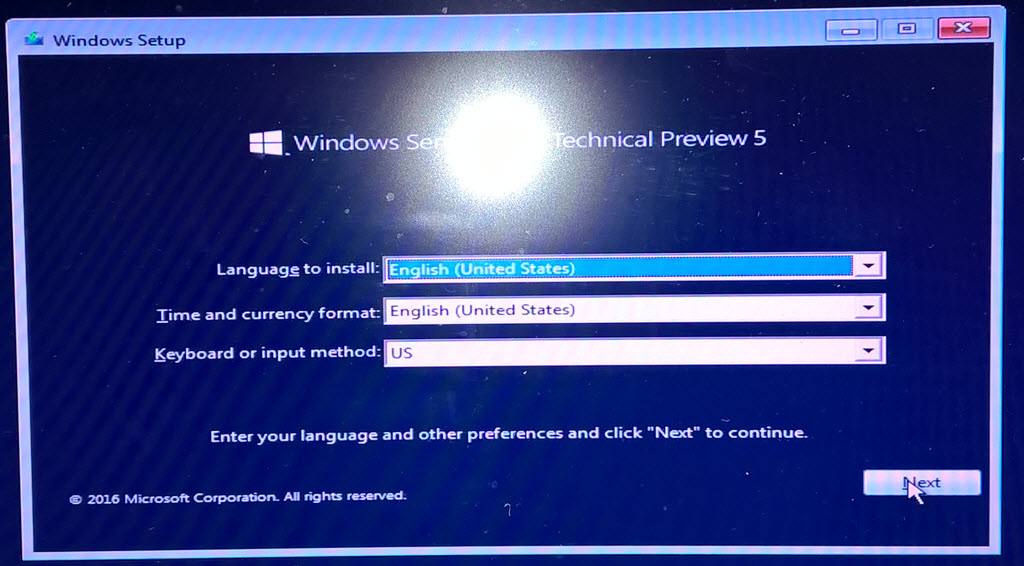 Windows Setup
Windows Technical Preview 5
Language to install: English (United States)
Time and currency format: English (United States)
Keyboard or input method: US
Enter your language and other preferences and click "Next" to continue.
Next
© 2016 Microsoft Corporation. All rights reserved.